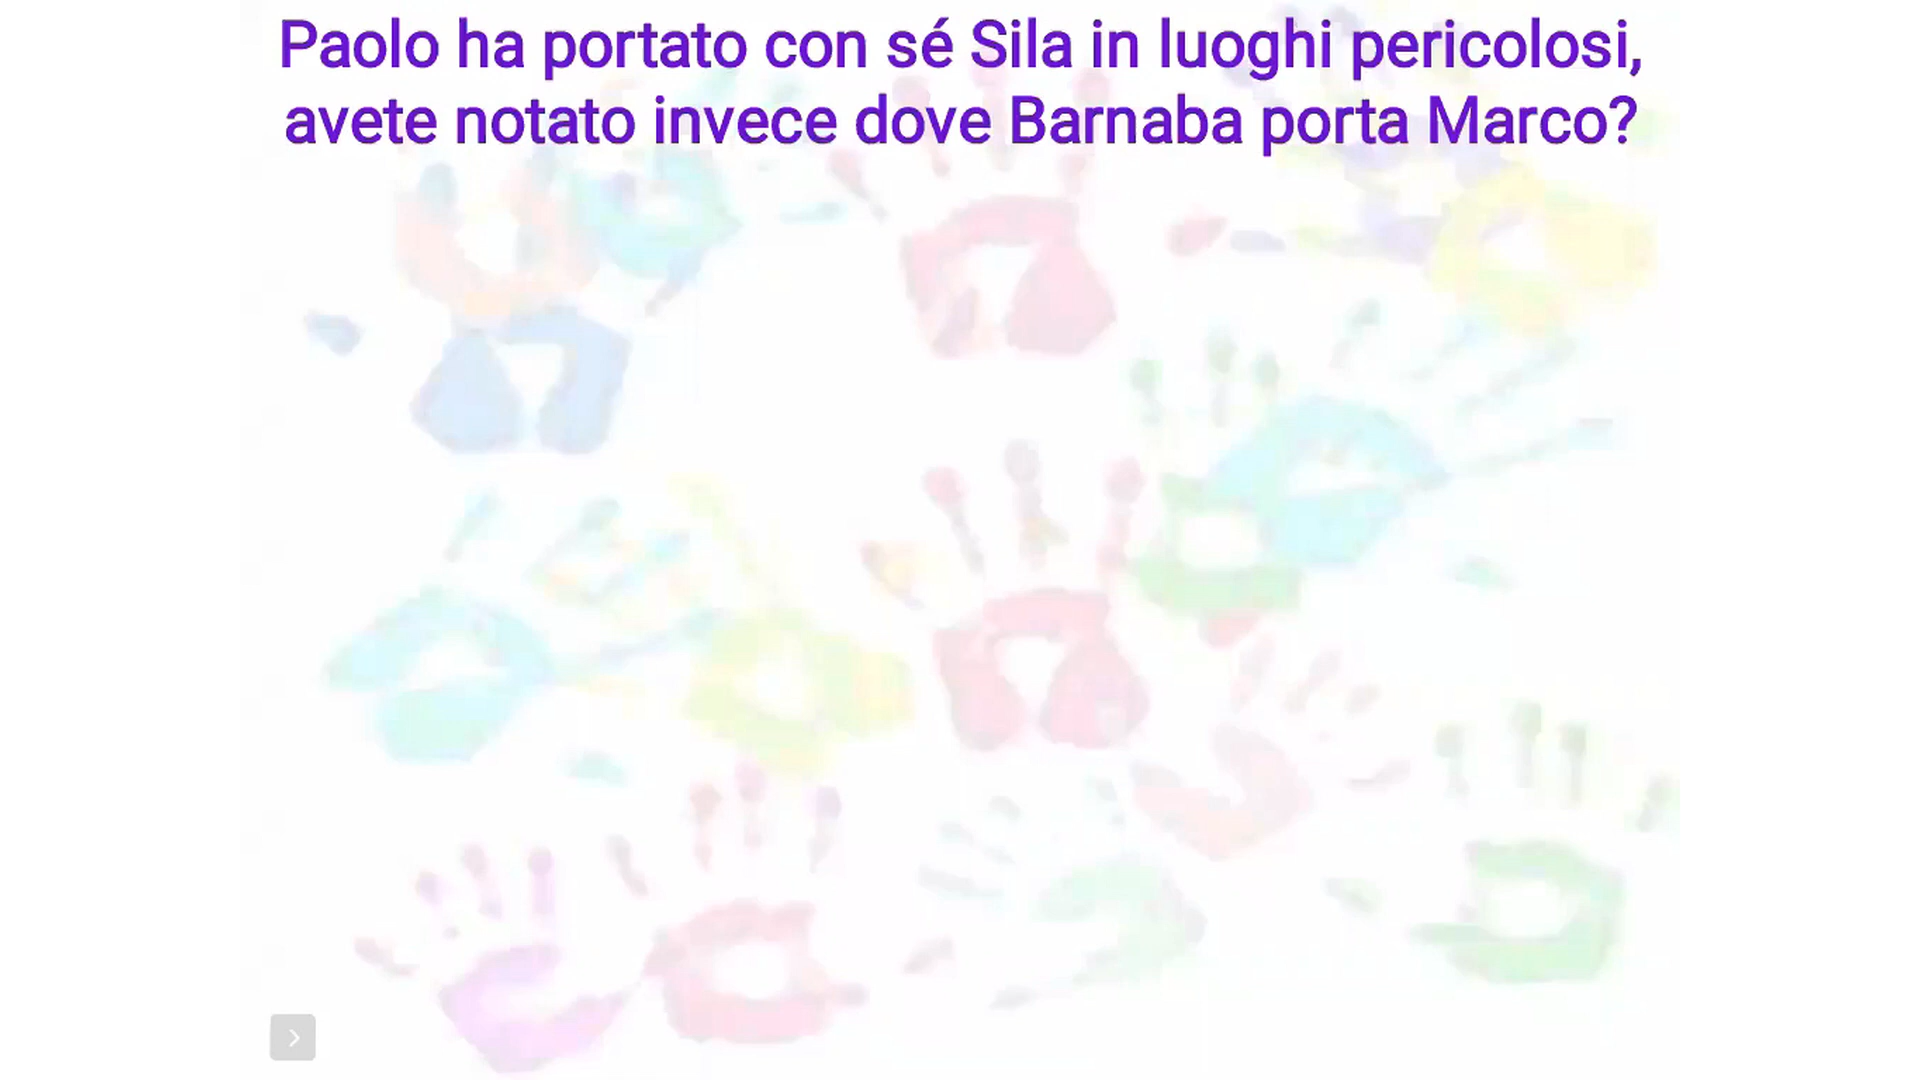 Paolo ha portato con sé Sila in luoghi pericolosi,
avete notato invece dove Barnaba porta Marco?